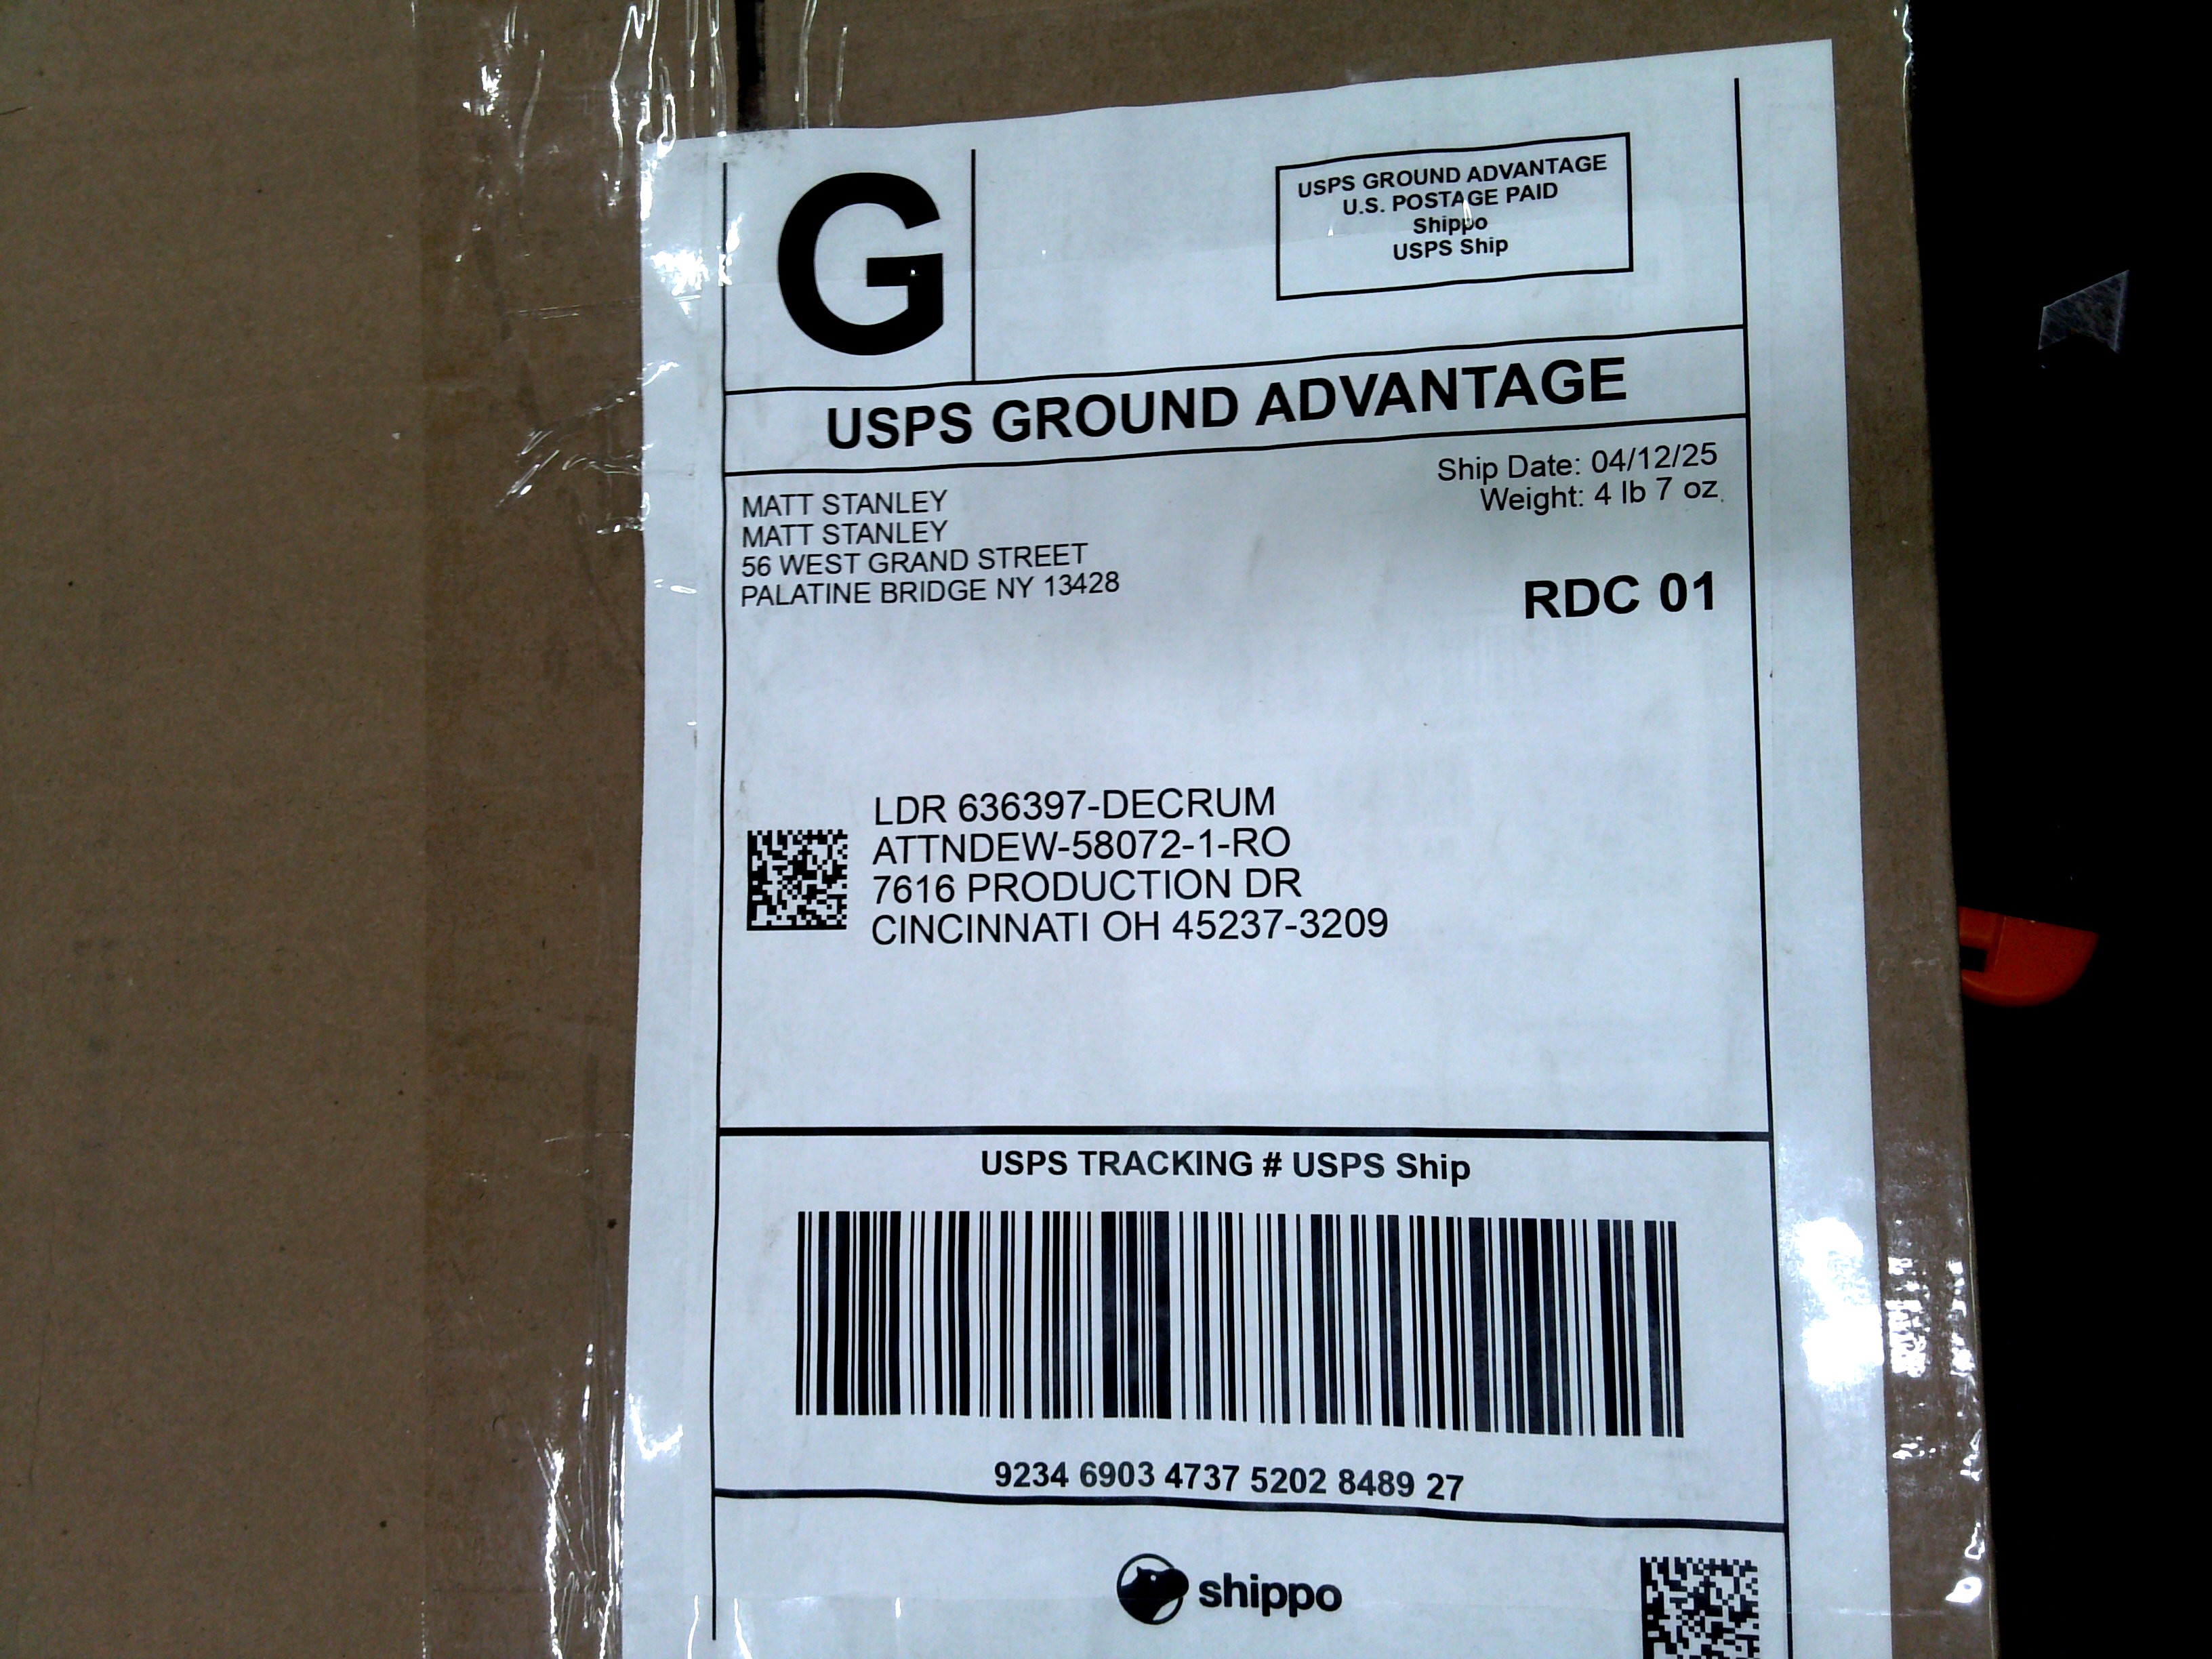 G
USPS GROUND ADVANTAGE
U.S. POSTAGE PAID
Shippo
USPS Ship
USPS GROUND ADVANTAGE
Ship Date: 04/12/25
Weight: 4 lb 7 oz
MATT STANLEY
MATT STANLEY
56 WEST GRAND STREET
PALATINE BRIDGE NY 13428
RDC 01
LDR 636397-DECRUM
ATTNDEW-58072-1-RO
7616 PRODUCTION DR
CINCINNATI OH 45237-3209
USPS TRACKING # USPS Ship
9234 6903 4737 5202 8489 27
shippo